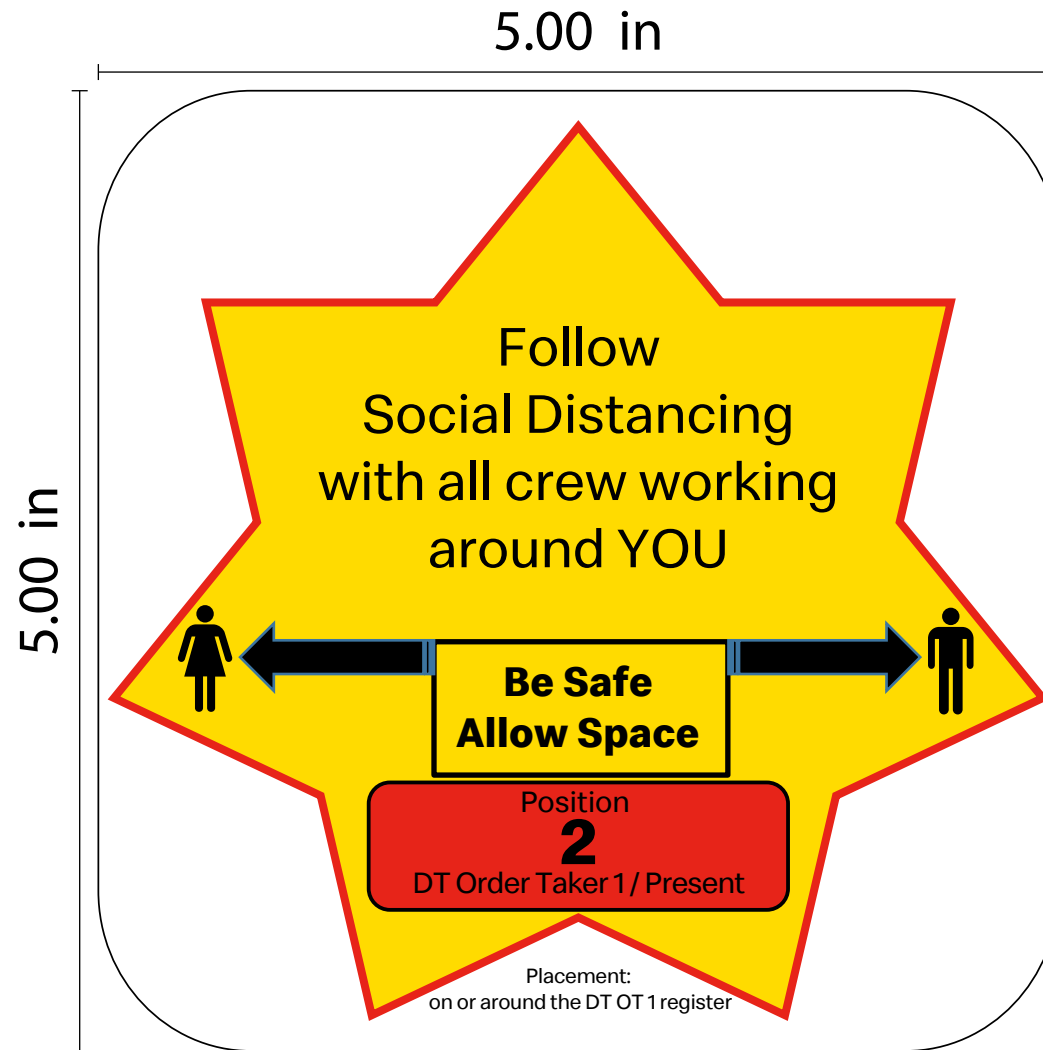 5.00 in
5.00 in
Follow
Social Distancing
with all crew working
around YOU
Be Safe
Allow Space
Position
2
DT Order Taker 1 / Present
Placement:
on or around the DT OT 1 register